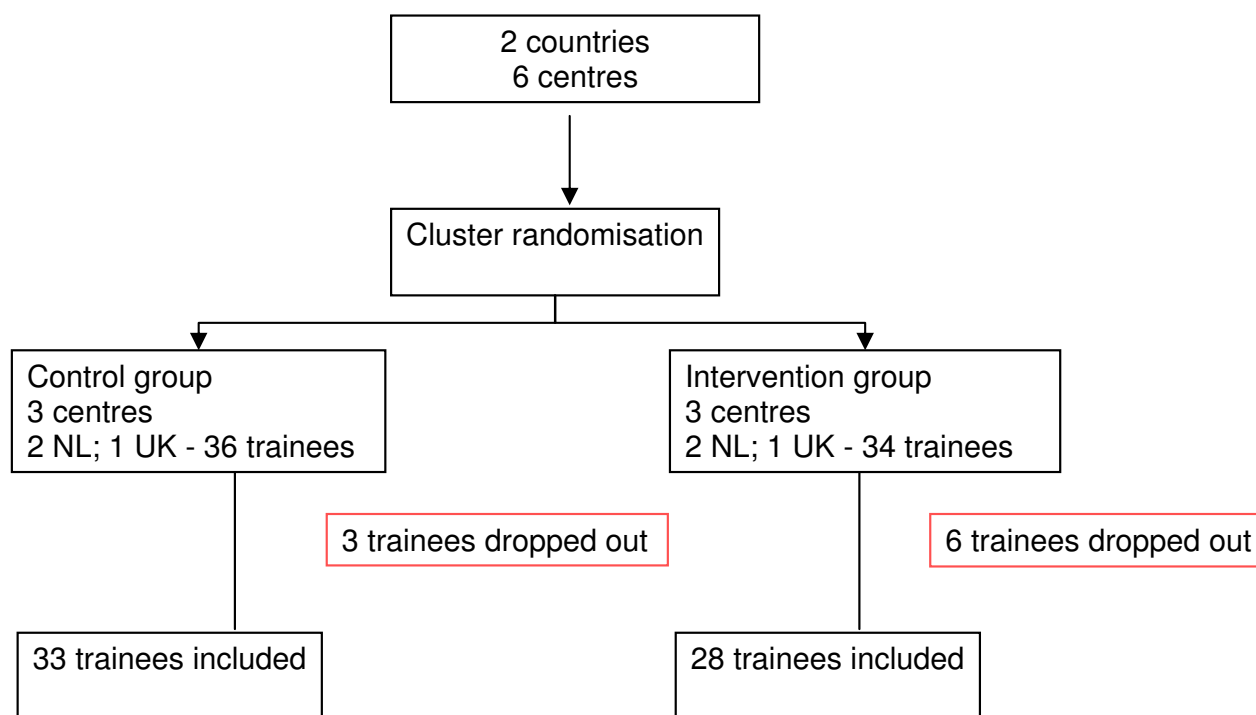 2 countries
6 centres
Cluster randomisation
Control group
3 centres
2 NL; 1 UK - 36 trainees
Intervention group
3 centres
2 NL; 1 UK - 34 trainees
3 trainees dropped out
6 trainees dropped out
33 trainees included
28 trainees included